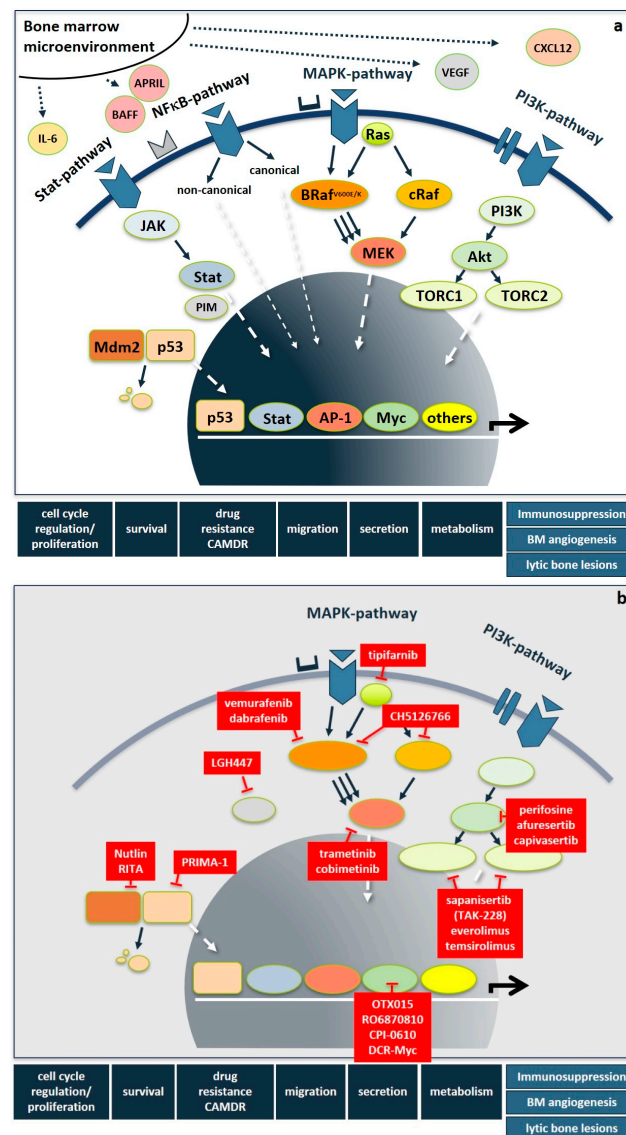 Bone marrow
microenvironment
a
CXCL12
MAPK-pathway
VEGF
APRIL
BAFF
NFκB-pathway
PI3K-pathway
IL-6
Stat-pathway
Ras
canonical
non-canonical
BRafV600E/K
cRaf
PI3K
JAK
MEK
Akt
Stat
PIM
TORC1
TORC2
Mdm2
p53
p53
Stat
AP-1
Myc
others
cell cycle
regulation/
proliferation
survival
drug
resistance
CAMDR
migration
secretion
metabolism
Immunosuppression
BM angiogenesis
lytic bone lesions
b
MAPK-pathway
PI3K-pathway
tipifarnib
vemurafenib
dabrafenib
CH5126766
LGH447
perifosine
afuresertib
capivasertib
Nutlin
RITA
PRIMA-1
trametinib
cobimetinib
sapanisertib
(TAK-228)
everolimus
temsirolimus
OTX015
RO6870810
CPI-0610
DCR-Myc
cell cycle
regulation/
proliferation
survival
drug
resistance
CAMDR
migration
secretion
metabolism
Immunosuppression
BM angiogenesis
lytic bone lesions